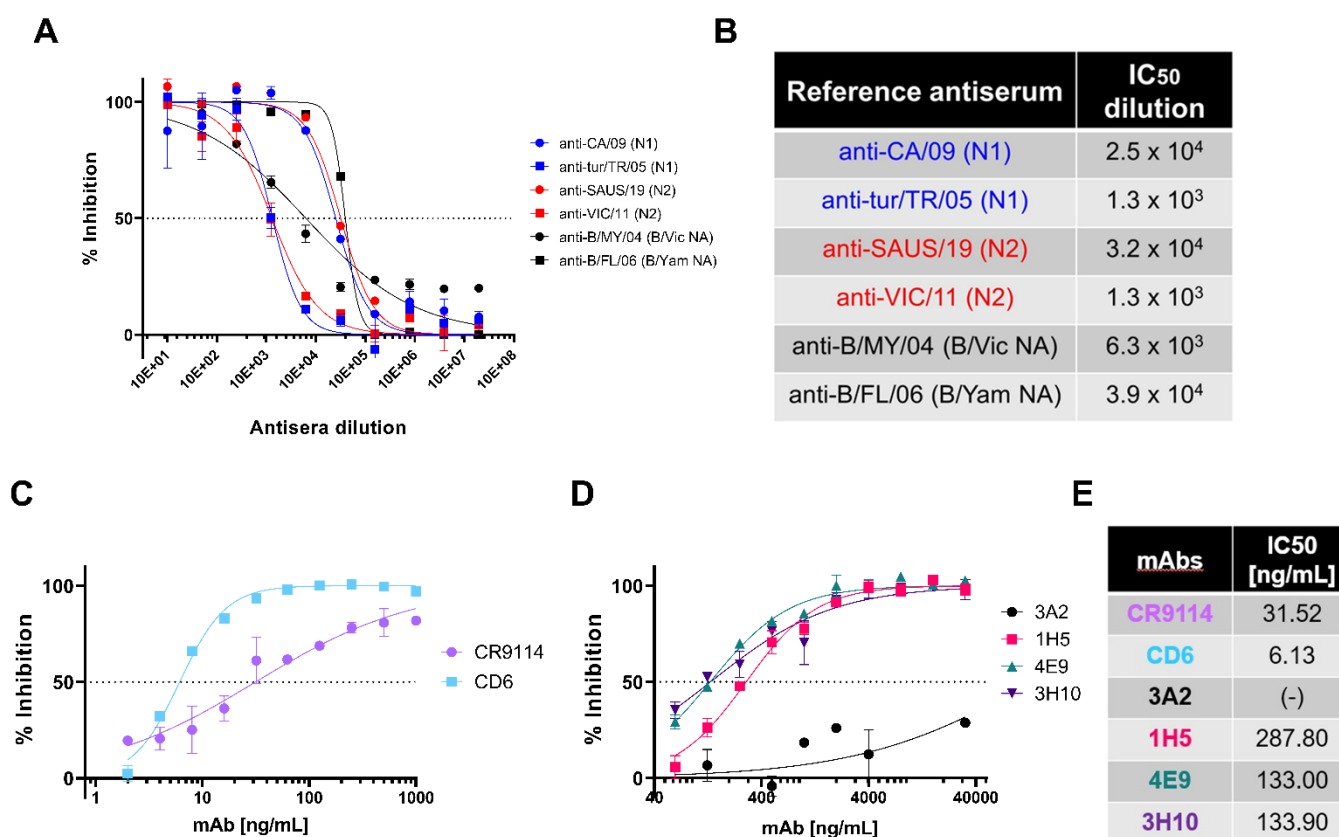 A
% Inhibition
100
50
0
10E+01
10E+02
10E+03
10E+04
10E+05
10E+06
10E+07
10E+08
Antisera dilution
anti-CA/09 (N1)
anti-tur/TR/05 (N1)
anti-SAUS/19 (N2)
anti-VIC/11 (N2)
anti-B/MY/04 (B/Vic NA)
anti-B/FL/06 (B/Yam NA)
B
Reference antiserum IC50 dilution
anti-CA/09 (N1) 2.5 x 10⁴
anti-tur/TR/05 (N1) 1.3 x 10³
anti-SAUS/19 (N2) 3.2 x 10⁴
anti-VIC/11 (N2) 1.3 x 10³
anti-B/MY/04 (B/Vic NA) 6.3 x 10³
anti-B/FL/06 (B/Yam NA) 3.9 x 10⁴
C
% Inhibition
100
50
0
1 10 100 1000
mAb [ng/mL]
CR9114
CD6
D
% Inhibition
100
50
0
40 400 4000 40000
mAb [ng/mL]
3A2
1H5
4E9
3H10
E
mAbs IC50 [ng/mL]
CR9114 31.52
CD6 6.13
3A2 (-)
1H5 287.80
4E9 133.00
3H10 133.90